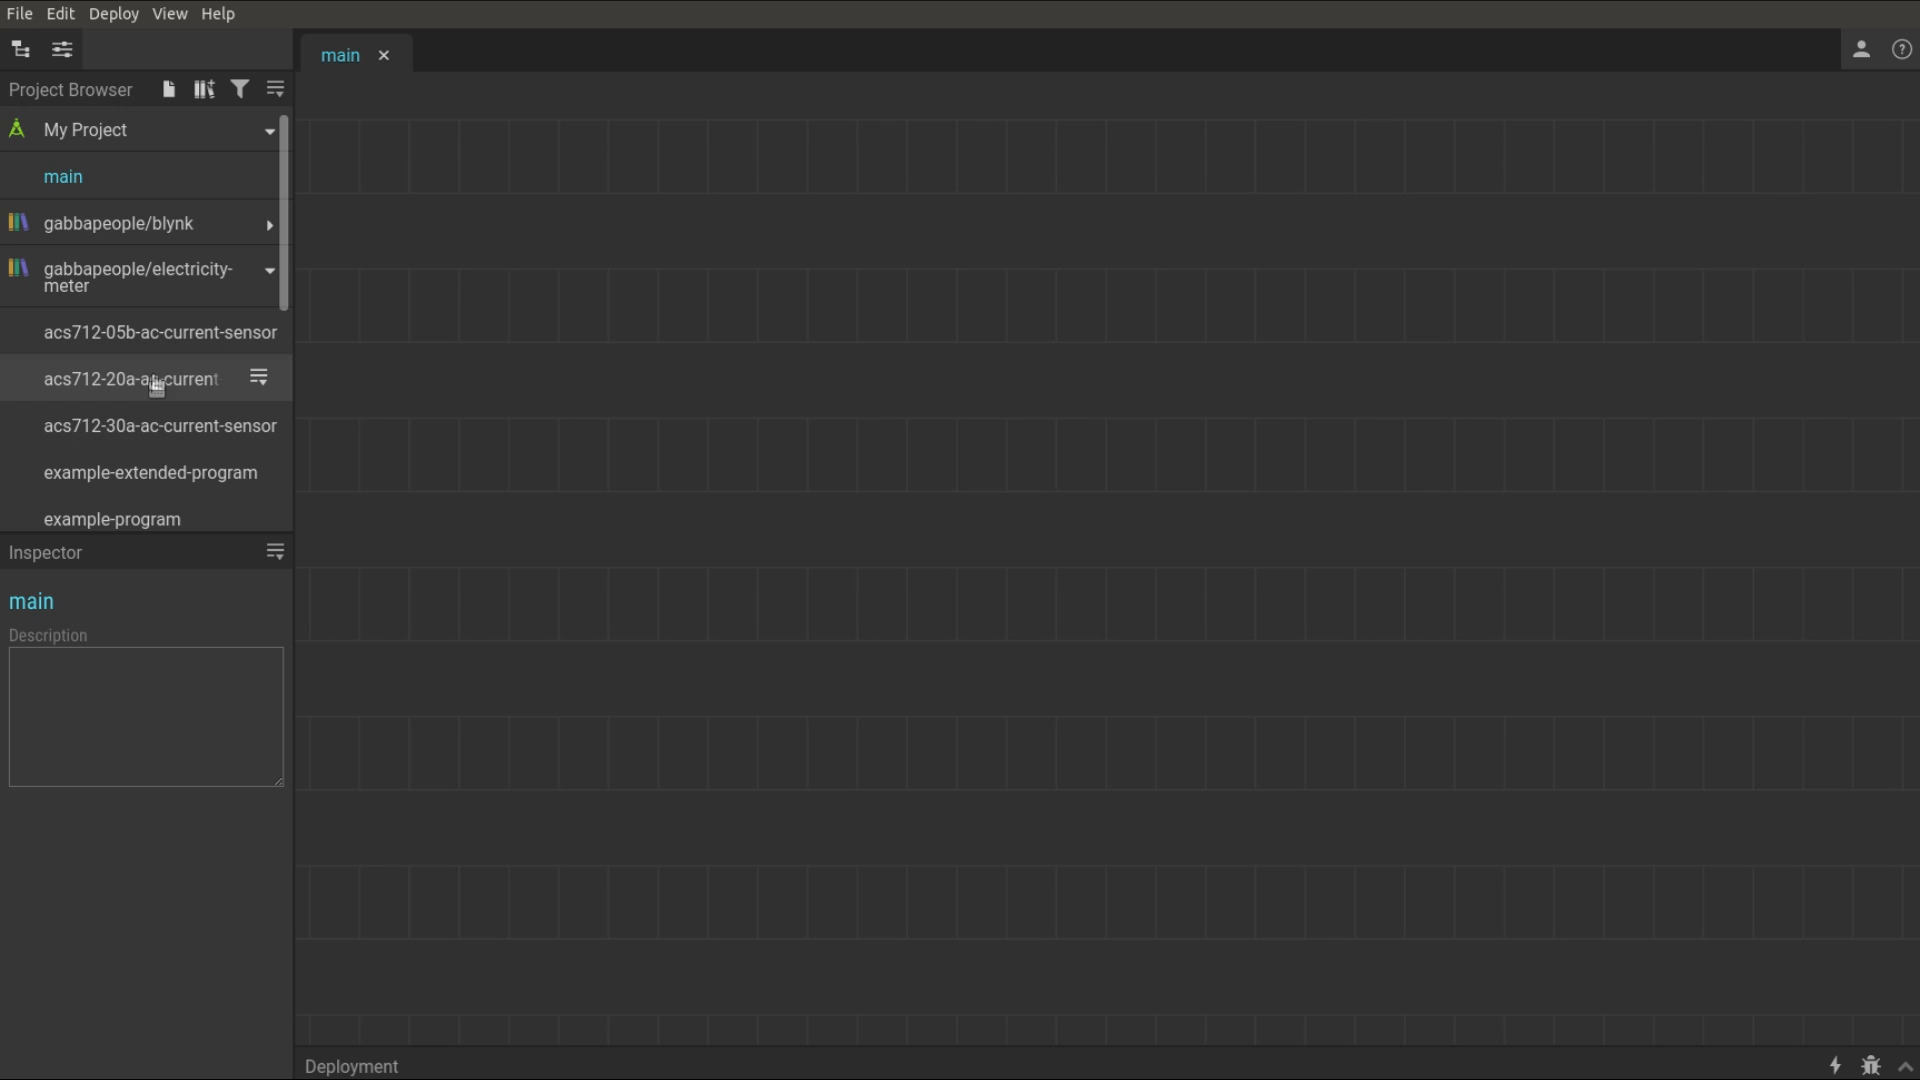 File Edit Deploy View Help
main
Project Browser
My Project
main
gabbapeople/blynk
gabbapeople/electricity-
meter
acs712-05b-ac-current-sensor
acs712-20a-ac-current
acs712-30a-ac-current-sensor
example-extended-program
example-program
Inspector
main
Description
Deployment